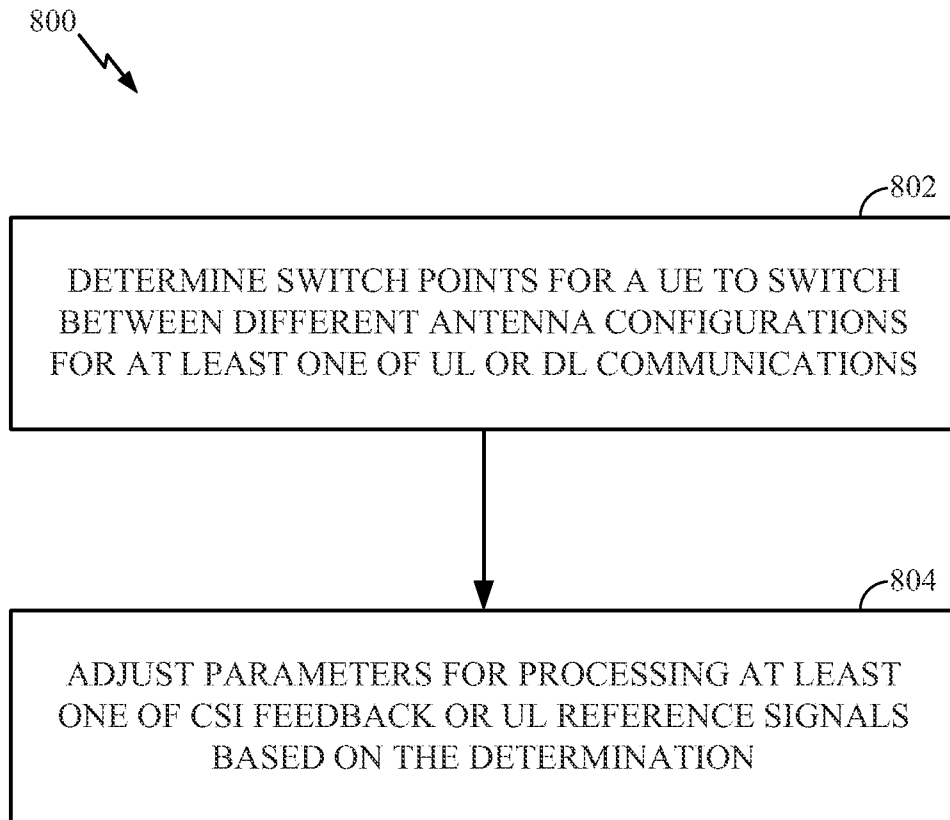 800
802
DETERMINE SWITCH POINTS FOR A UE TO SWITCH
BETWEEN DIFFERENT ANTENNA CONFIGURATIONS
FOR AT LEAST ONE OF UL OR DL COMMUNICATIONS
804
ADJUST PARAMETERS FOR PROCESSING AT LEAST
ONE OF CSI FEEDBACK OR UL REFERENCE SIGNALS
BASED ON THE DETERMINATION